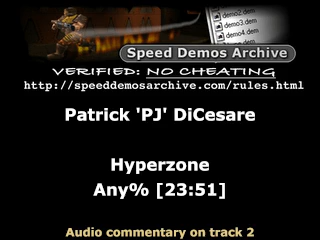 demo2.dem
demo3.dem
demo4.dem
Speed Demos Archive
VERIFIED: NO CHEATING
http://speeddemosarchive.com/rules.html
Patrick 'PJ' DiCesare
Hyperzone
Any% [23:51]
Audio commentary on track 2